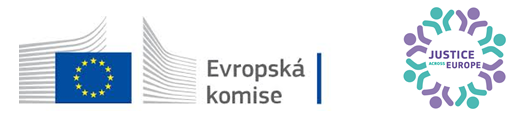 Evropská
komise
JUSTICE
ACROSS
EUROPE